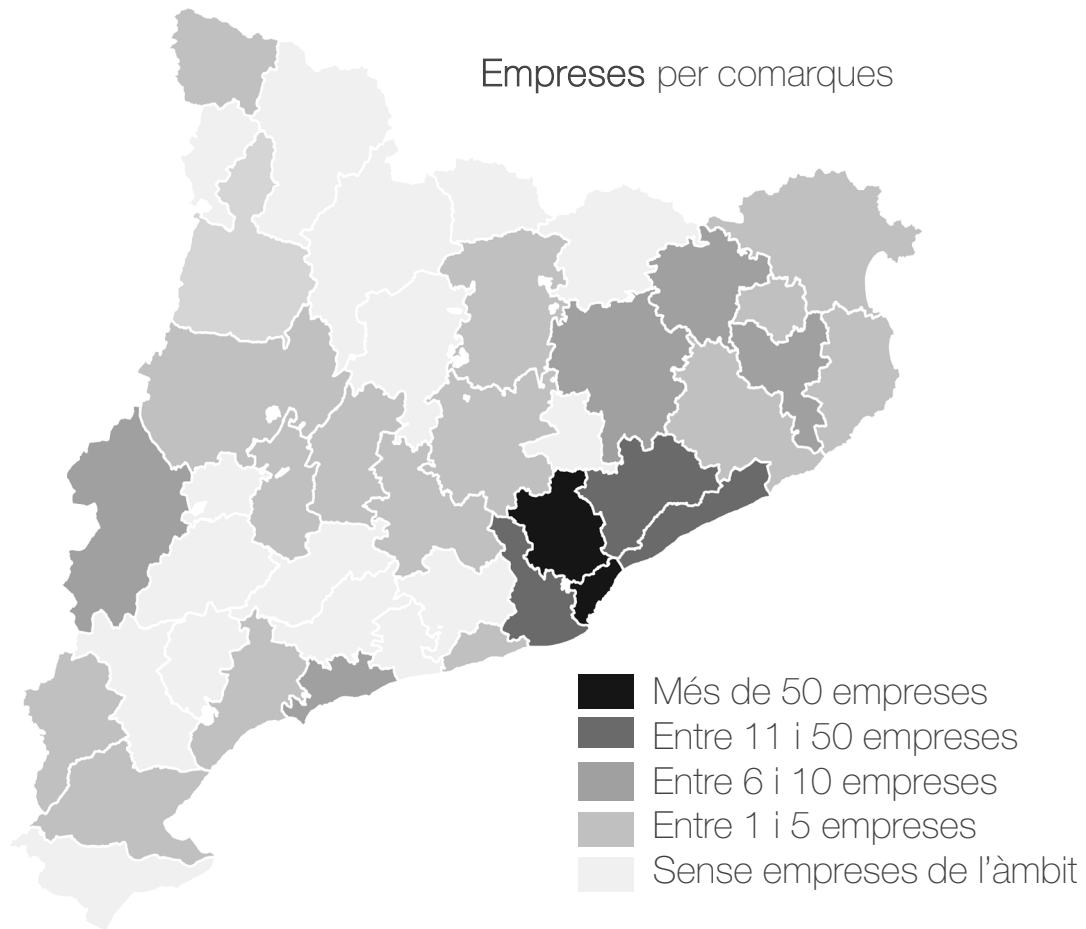 Empreses per comarques
Més de 50 empreses
Entre 11 i 50 empreses
Entre 6 i 10 empreses
Entre 1 i 5 empreses
Sense empreses de l'àmbit